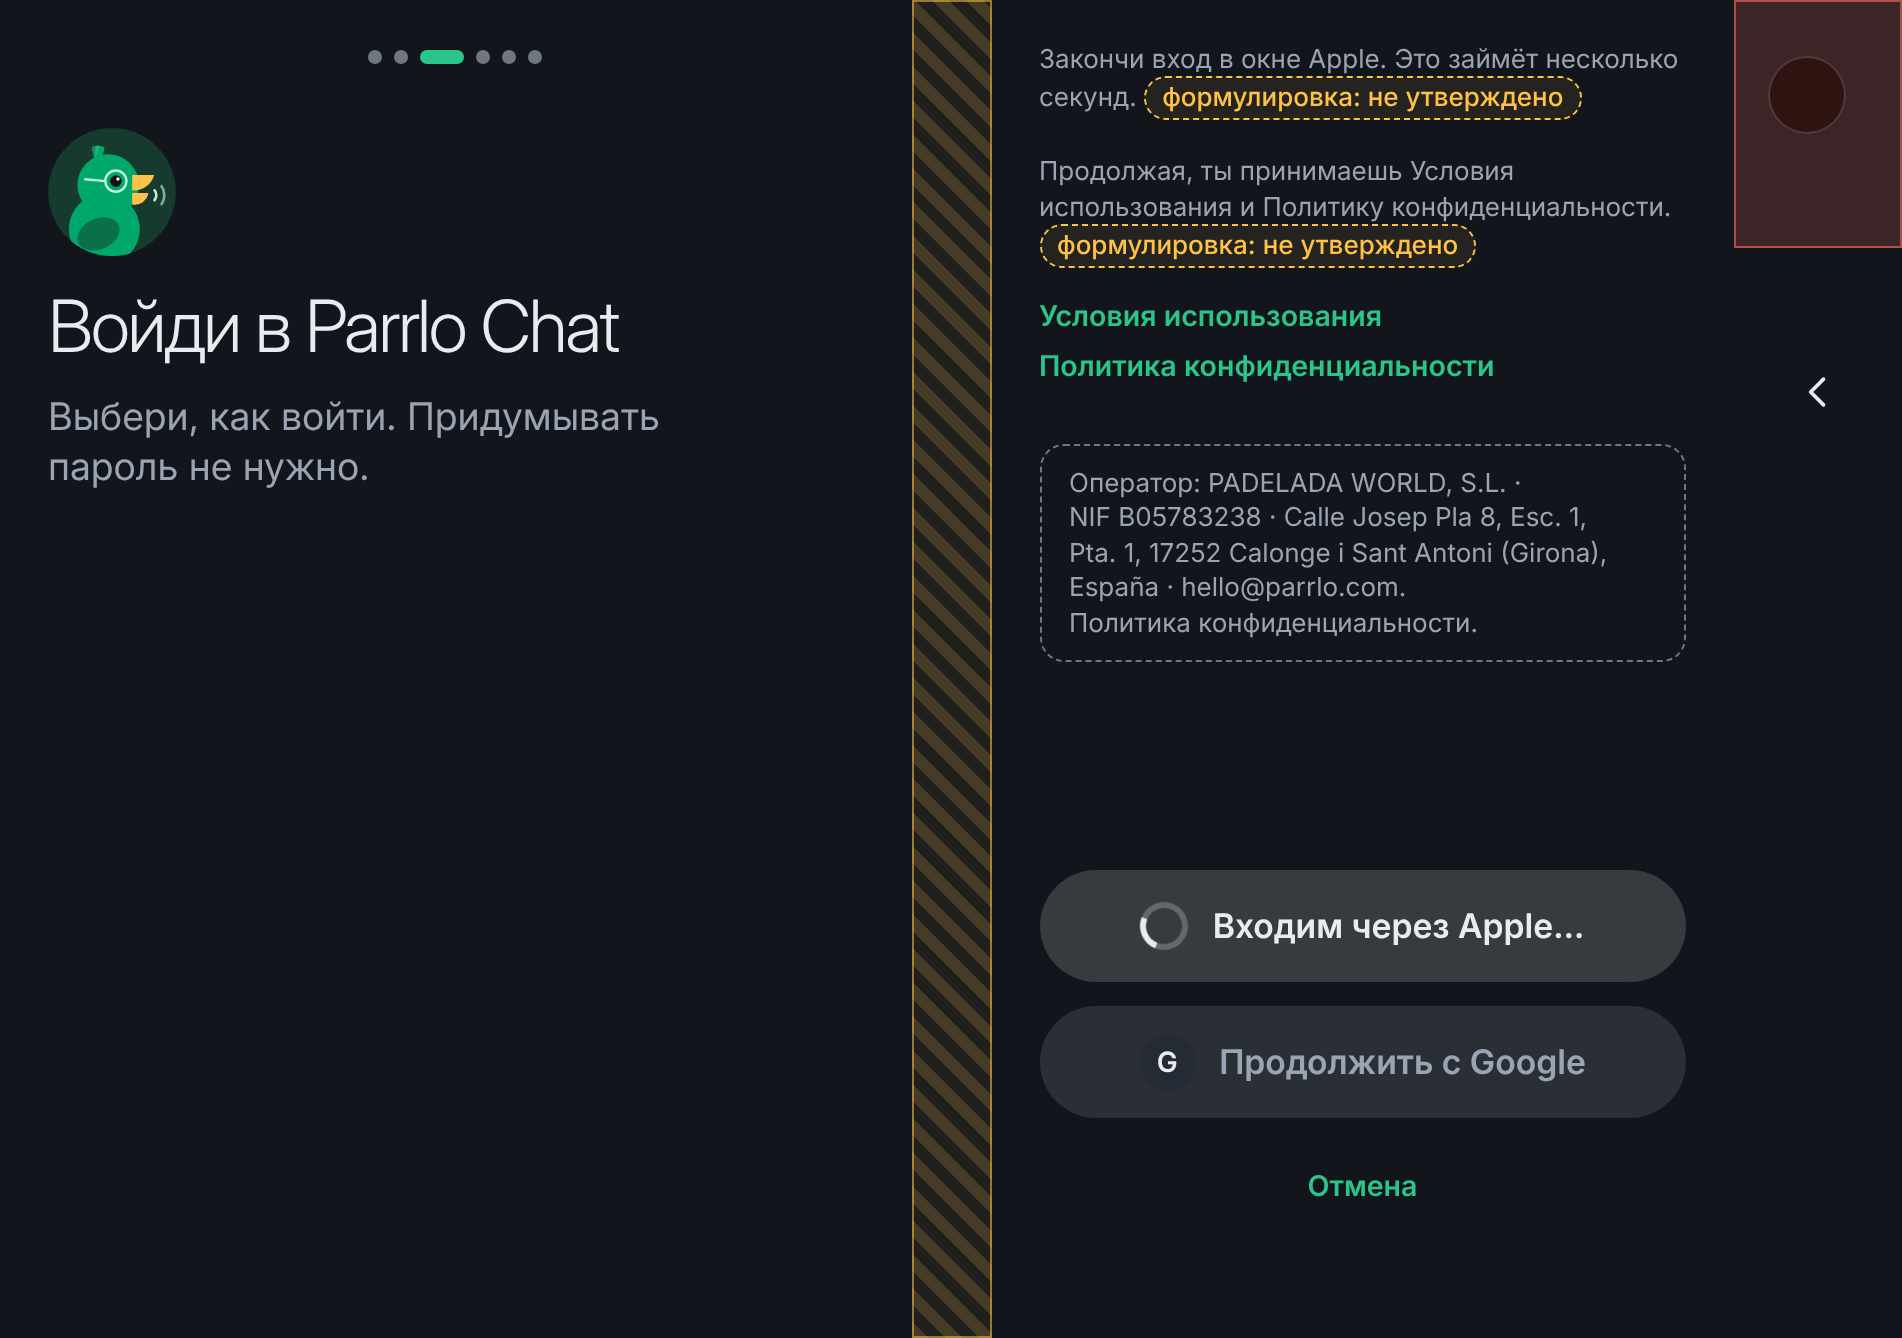 Войди в Parrlo Chat
Выбери, как войти. Придумывать
пароль не нужно.
Закончи вход в окне Apple. Это займёт несколько
секунд. формулировка: не утверждено
Продолжая, ты принимаешь Условия
использования и Политику конфиденциальности.
формулировка: не утверждено
Условия использования
Политика конфиденциальности
Оператор: PADELADA WORLD, S.L. ·
NIF B05783238 · Calle Josep Pla 8, Esc. 1,
Pta. 1, 17252 Calonge i Sant Antoni (Girona),
España · hello@parrlo.com.
Политика конфиденциальности.
Входим через Apple...
G Продолжить с Google
Отмена